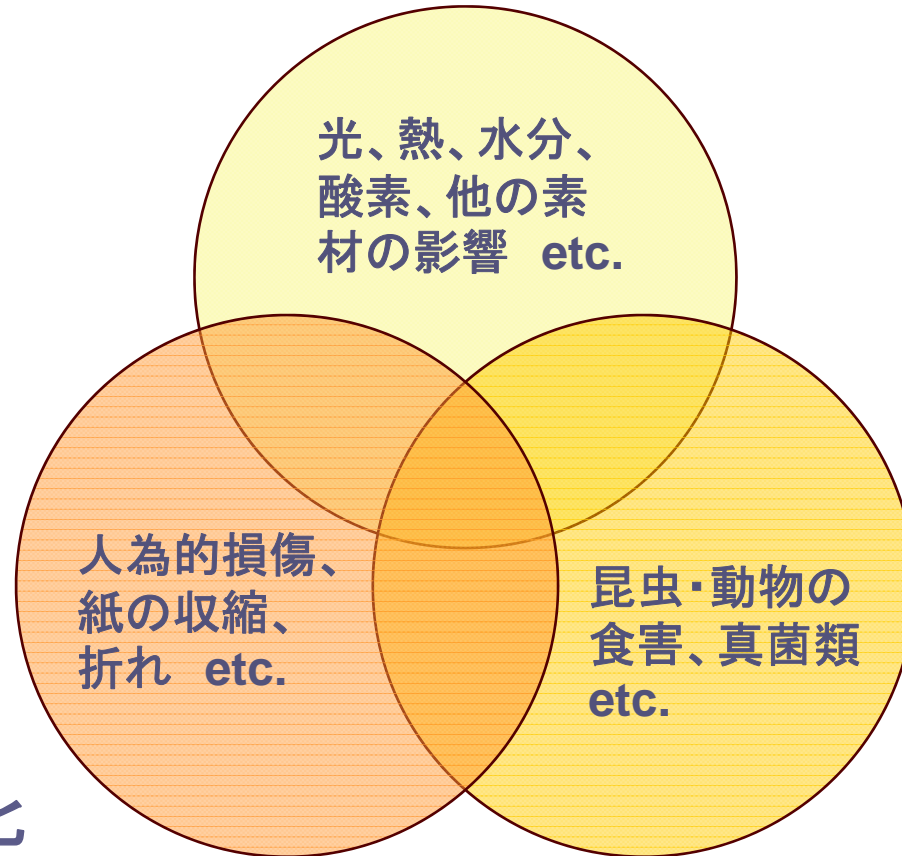 光、熱、水分、
酸素、他の素
材の影響 etc.
人為的損傷、
紙の収縮、
折れ etc.
昆虫・動物の
食害、真菌類
etc.